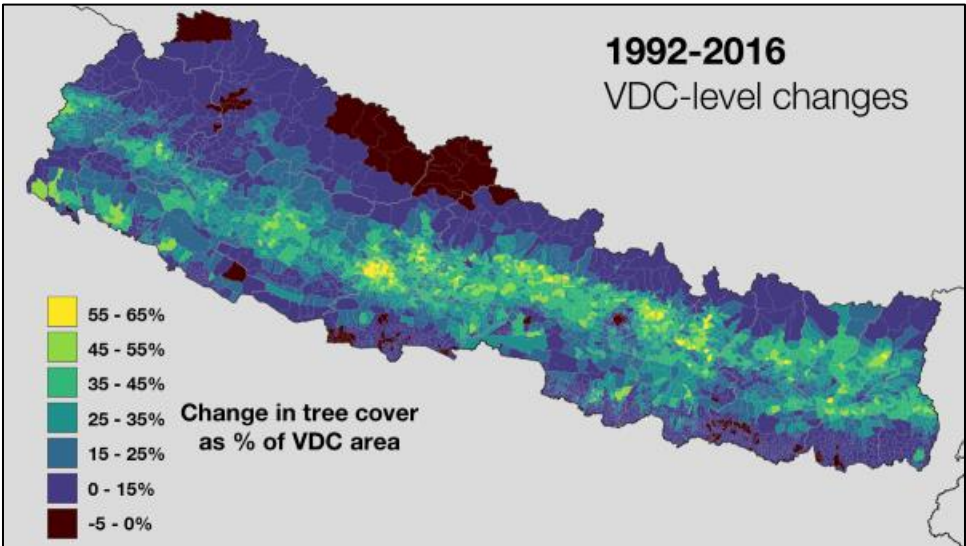 1992-2016
VDC-level changes
55 - 65%
45 - 55%
35 - 45%
25 - 35%
15 - 25%
0 - 15%
-5 - 0%
Change in tree cover
as % of VDC area